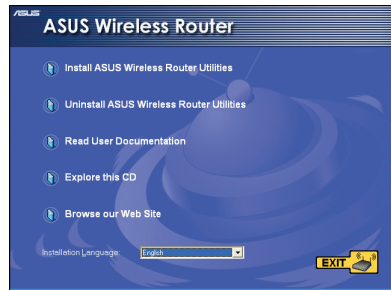 ASUS
ASUS Wireless Router
Install ASUS Wireless Router Utilities
Uninstall ASUS Wireless Router Utilities
Read User Documentation
Explore this CD
Browse our Web Site
Installation Language: English
EXIT